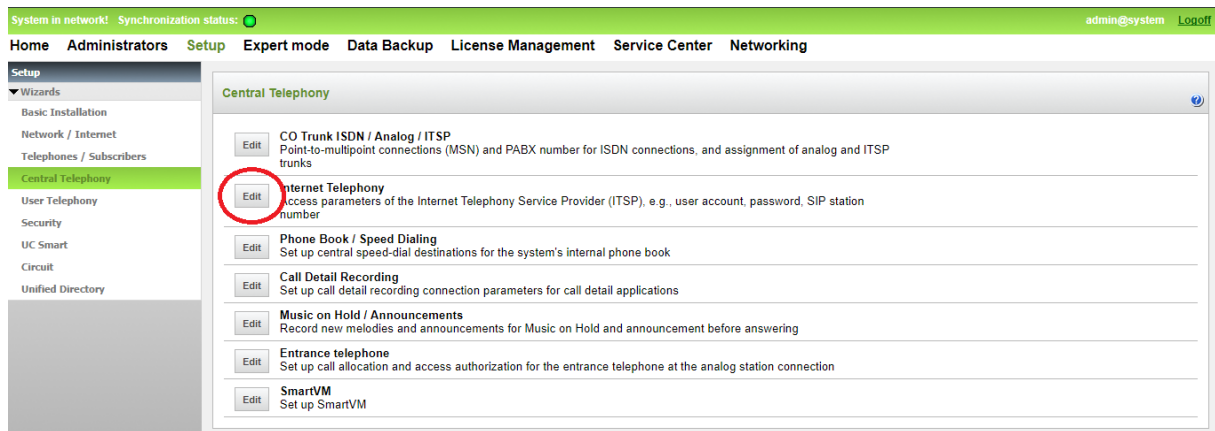 System in network! Synchronization status:
admin@system Logoff
Home Administrators Setup Expert mode Data Backup License Management Service Center Networking
Setup
Wizards
Basic Installation
Network / Internet
Telephones / Subscribers
Central Telephony
User Telephony
Security
UC Smart
Circuit
Unified Directory
Central Telephony
Edit
CO Trunk ISDN / Analog / ITSP
Point-to-multipoint connections (MSN) and PABX number for ISDN connections, and assignment of analog and ITSP
trunks
Edit
Internet Telephony
Access parameters of the Internet Telephony Service Provider (ITSP), e.g., user account, password, SIP station
number
Edit
Phone Book / Speed Dialing
Set up central speed-dial destinations for the system's internal phone book
Edit
Call Detail Recording
Set up call detail recording connection parameters for call detail applications
Edit
Music on Hold / Announcements
Record new melodies and announcements for Music on Hold and announcement before answering
Edit
Entrance telephone
Set up call allocation and access authorization for the entrance telephone at the analog station connection
Edit
SmartVM
Set up SmartVM